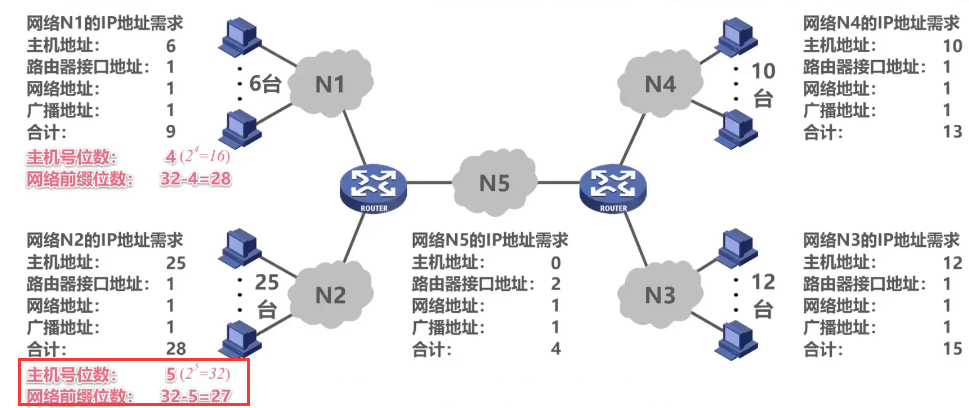 网络N1的IP地址需求
主机地址： 6
路由器接口地址： 1
网络地址： 1
广播地址： 1
合计： 9
主机号位数： 4 (2^4=16)
网络前缀位数： 32-4=28
6台
N1
网络N4的IP地址需求
主机地址： 10
路由器接口地址： 1
网络地址： 1
广播地址： 1
合计： 13
N4
10
台
ROUTER
N5
ROUTER
网络N2的IP地址需求
主机地址： 25
路由器接口地址： 1
网络地址： 1
广播地址： 1
合计： 28
主机号位数： 5 (2^5=32)
网络前缀位数： 32-5=27
25
台
N2
网络N5的IP地址需求
主机地址： 0
路由器接口地址： 2
网络地址： 1
广播地址： 1
合计： 4
N3
12
台
网络N3的IP地址需求
主机地址： 12
路由器接口地址： 1
网络地址： 1
广播地址： 1
合计： 15